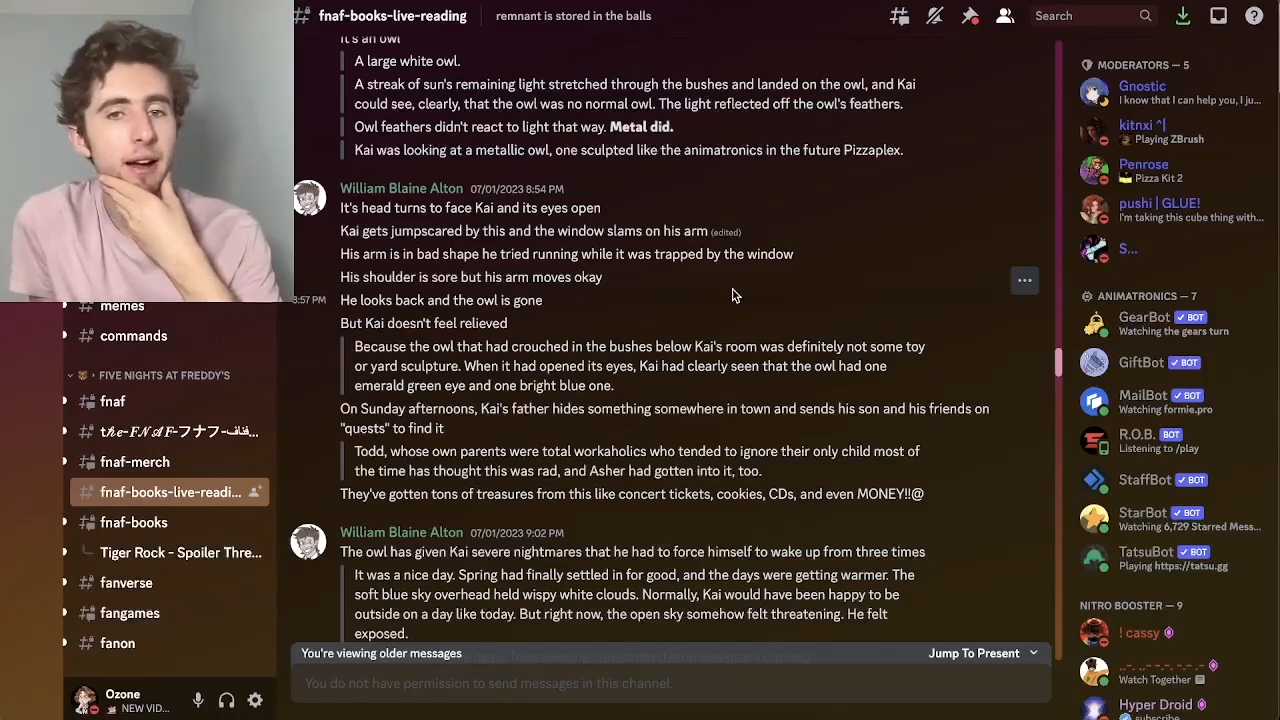 fnaf-books-live-reading
remnant is stored in the balls
Search
It's an owl
A large white owl.
A streak of sun's remaining light stretched through the bushes and landed on the owl, and Kai
could see, clearly, that the owl was no normal owl. The light reflected off the owl's feathers.
Owl feathers didn't react to light that way. Metal did.
Kai was looking at a metallic owl, one sculpted like the animatronics in the future Pizzaplex.
William Blaine Alton 07/01/2023 8:54 PM
It's head turns to face Kai and its eyes open
Kai gets jumpscared by this and the window slams on his arm (edited)
His arm is in bad shape he tried running while it was trapped by the window
His shoulder is sore but his arm moves okay
8:57 PM He looks back and the owl is gone
But Kai doesn't feel relieved
Because the owl that had crouched in the bushes below Kai's room was definitely not some toy
or yard sculpture. When it had opened its eyes, Kai had clearly seen that the owl had one
emerald green eye and one bright blue one.
On Sunday afternoons, Kai's father hides something somewhere in town and sends his son and his friends on
"quests" to find it
Todd, whose own parents were total workaholics who tended to ignore their only child most of
the time has thought this was rad, and Asher had gotten into it, too.
They've gotten tons of treasures from this like concert tickets, cookies, CDs, and even MONEY!!@
William Blaine Alton 07/01/2023 9:02 PM
The owl has given Kai severe nightmares that he had to force himself to wake up from three times
It was a nice day. Spring had finally settled in for good, and the days were getting warmer. The
soft blue sky overhead held wispy white clouds. Normally, Kai would have been happy to be
outside on a day like today. But right now, the open sky somehow felt threatening. He felt
exposed.
You're viewing older messages
Jump To Present
You do not have permission to send messages in this channel.
memes
commands
FIVE NIGHTS AT FREDDY'S
fnaf
fnaf-merch
fnaf-books-live-readi...
fnaf-books
Tiger Rock - Spoiler Thre...
fanverse
fangames
fanon
Ozone
NEW VID...
MODERATORS — 5
Gnostic
I know that I can help you, I ju...
kitnxi ^|
Playing ZBrush
Penrose
Pizza Kit 2
pushi | GLUE!
I'm taking this cube thing with...
S...
ANIMATRONICS — 7
GearBot BOT
Watching the gears turn
GiftBot BOT
MailBot BOT
Watching formie.pro
R.O.B. BOT
Listening to /play
StaffBot BOT
StarBot BOT
Watching 6,729 Starred Mess...
TatsuBot BOT
Playing https://tatsu.gg
NITRO BOOSTER — 9
! cassy
Watch Together
Hyper Droid
subscribe